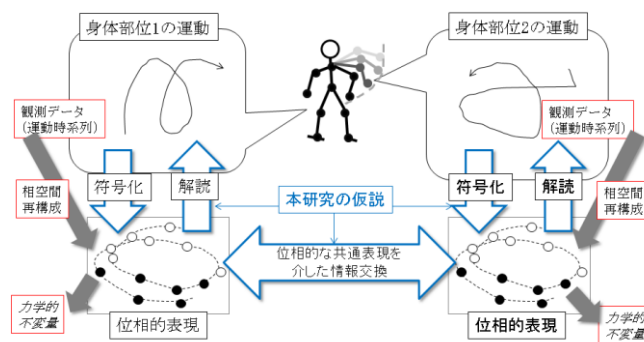 身体部位1の運動
身体部位2の運動
観測データ
(運動時系列)
観測データ
(運動時系列)
相空間
再構成
符号化
解読
本研究の仮説
符号化
解読
相空間
再構成
位相的な共通表現を
介した情報交換
力学的
不変量
位相的表現
位相的表現
力学的
不変量